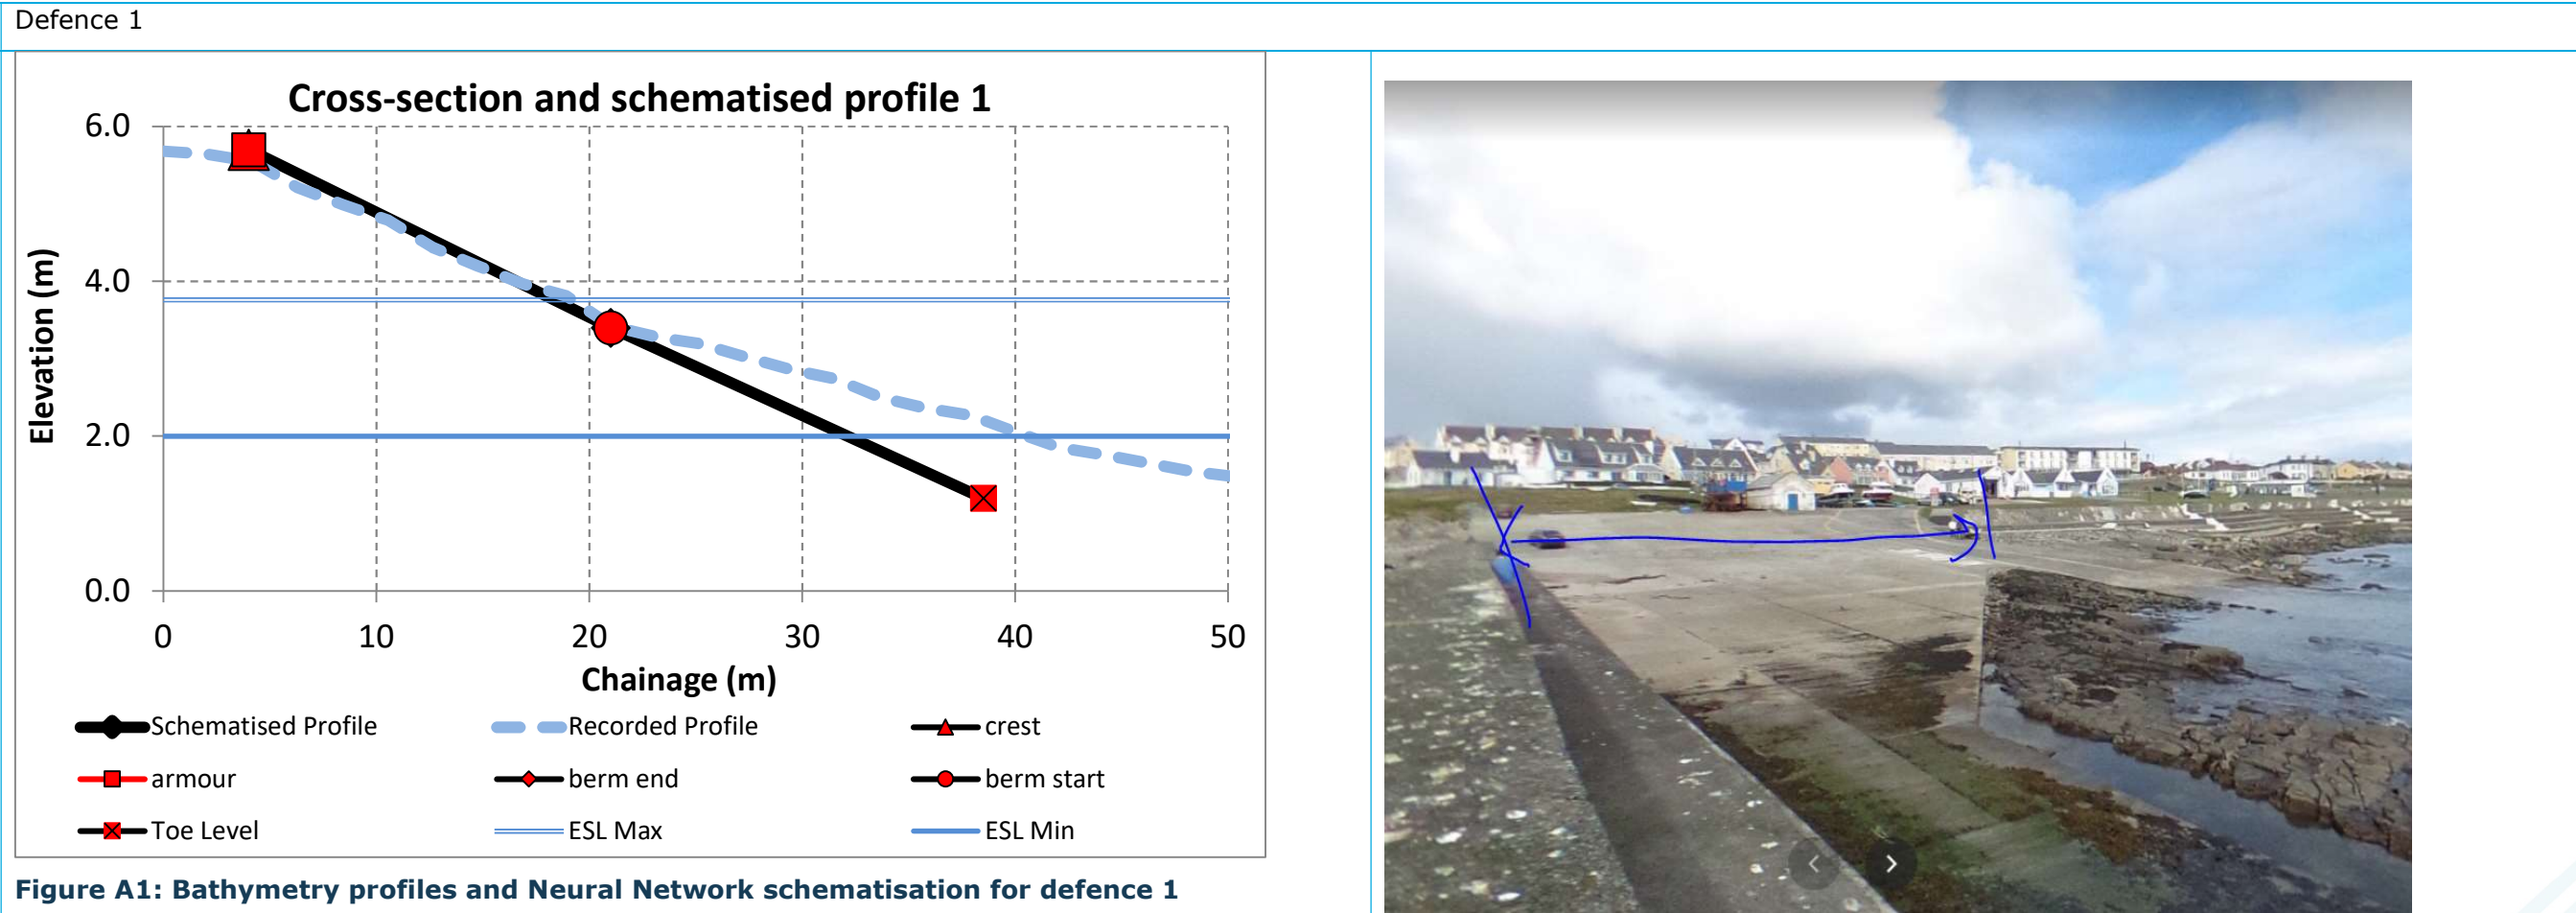 Defence 1
Cross-section and schematised profile 1
6.0
4.0
2.0
0.0
Elevation (m)
0 10 20 30 40 50
Chainage (m)
Schematised Profile Recorded Profile crest
armour berm end berm start
Toe Level ESL Max ESL Min
Figure A1: Bathymetry profiles and Neural Network schematisation for defence 1